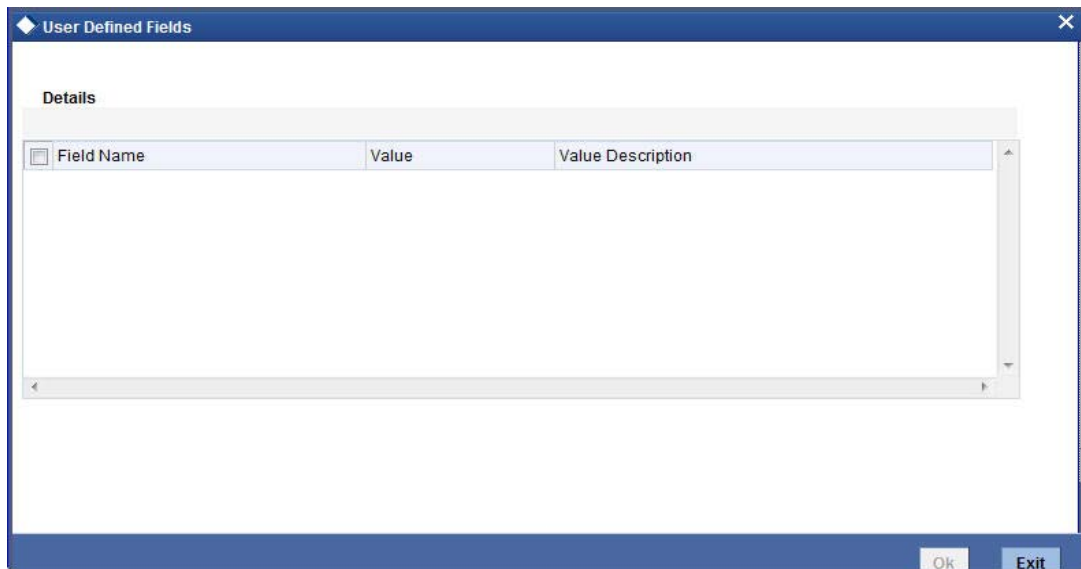 User Defined Fields
Details
Field Name Value Value Description
Ok Exit